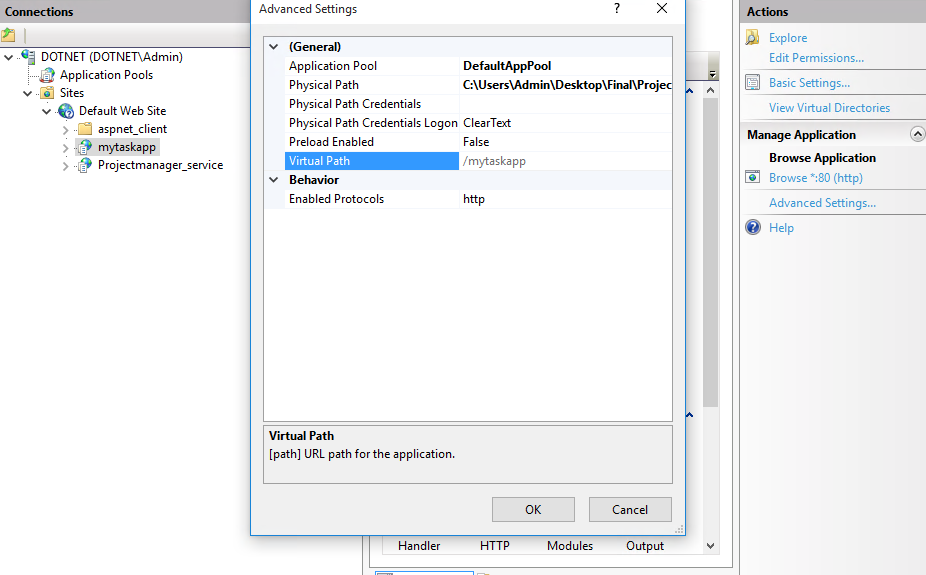 Connections
DOTNET (DOTNET\Admin)
Application Pools
Sites
Default Web Site
aspnet_client
mytaskapp
Projectmanager_service
Advanced Settings
?
(General)
Application Pool DefaultAppPool
Physical Path C:\Users\Admin\Desktop\Final\Projec
Physical Path Credentials
Physical Path Credentials Logon ClearText
Preload Enabled False
Virtual Path /mytaskapp
Behavior
Enabled Protocols http
Virtual Path
[path] URL path for the application.
OK Cancel
Handler HTTP Modules Output
Actions
Explore
Edit Permissions...
Basic Settings...
View Virtual Directories
Manage Application
Browse Application
Browse *:80 (http)
Advanced Settings...
Help